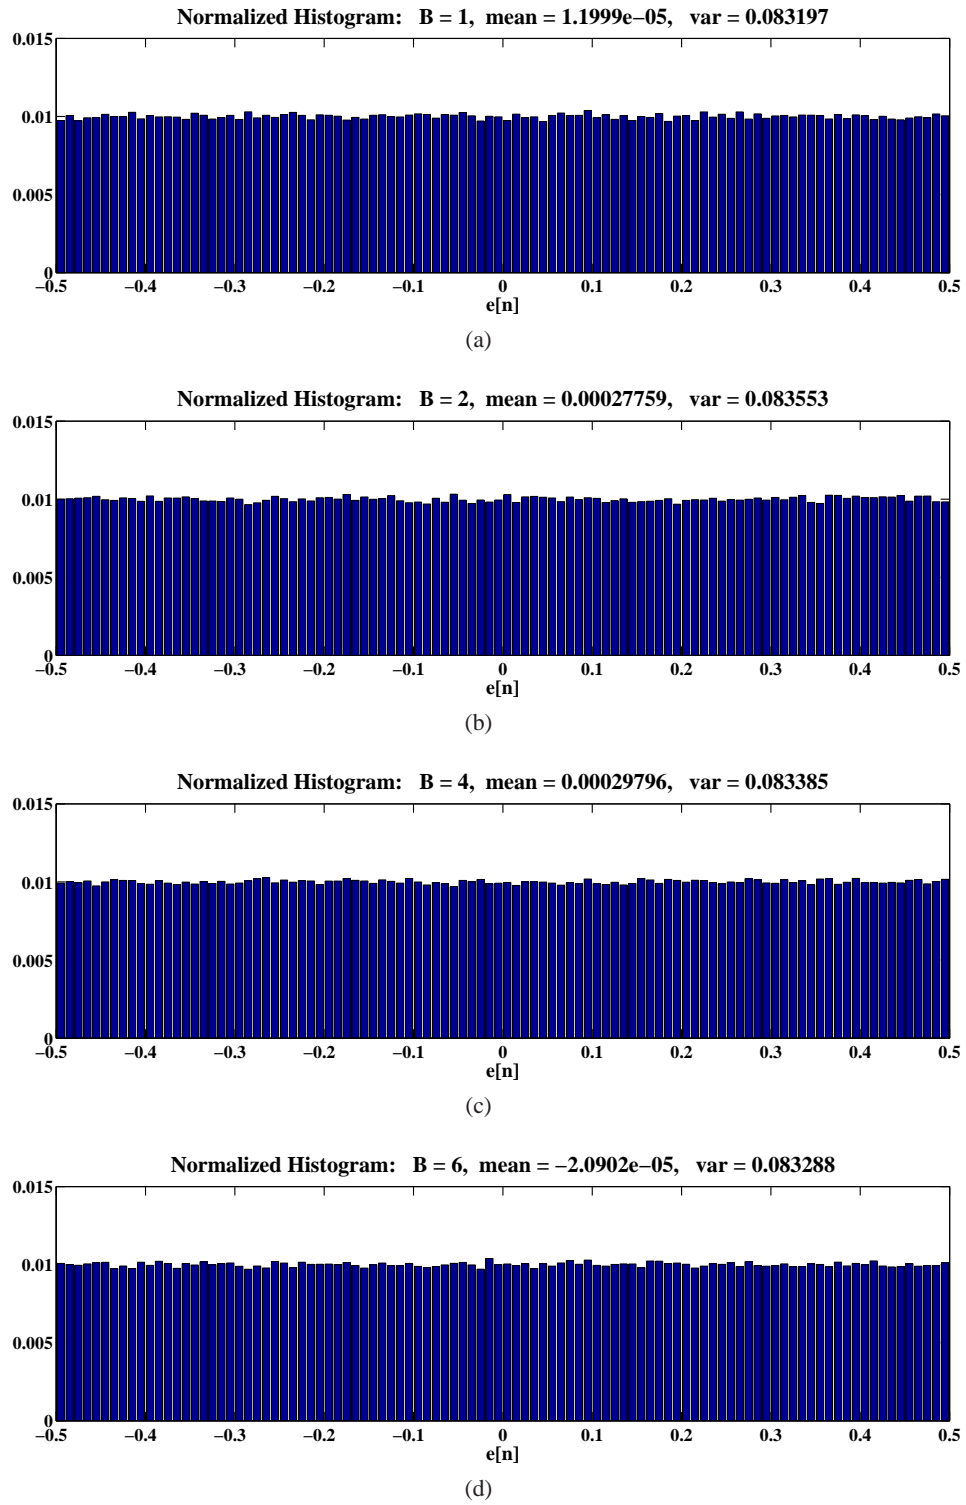 Normalized Histogram: B = 1, mean = 1.1999e−05, var = 0.083197
0.015
0.01
0.005
0
−0.5 −0.4 −0.3 −0.2 −0.1 0 0.1 0.2 0.3 0.4 0.5
e[n]
(a)
Normalized Histogram: B = 2, mean = 0.00027759, var = 0.083553
0.015
0.01
0.005
0
−0.5 −0.4 −0.3 −0.2 −0.1 0 0.1 0.2 0.3 0.4 0.5
e[n]
(b)
Normalized Histogram: B = 4, mean = 0.00029796, var = 0.083385
0.015
0.01
0.005
0
−0.5 −0.4 −0.3 −0.2 −0.1 0 0.1 0.2 0.3 0.4 0.5
e[n]
(c)
Normalized Histogram: B = 6, mean = −2.0902e−05, var = 0.083288
0.015
0.01
0.005
0
−0.5 −0.4 −0.3 −0.2 −0.1 0 0.1 0.2 0.3 0.4 0.5
e[n]
(d)